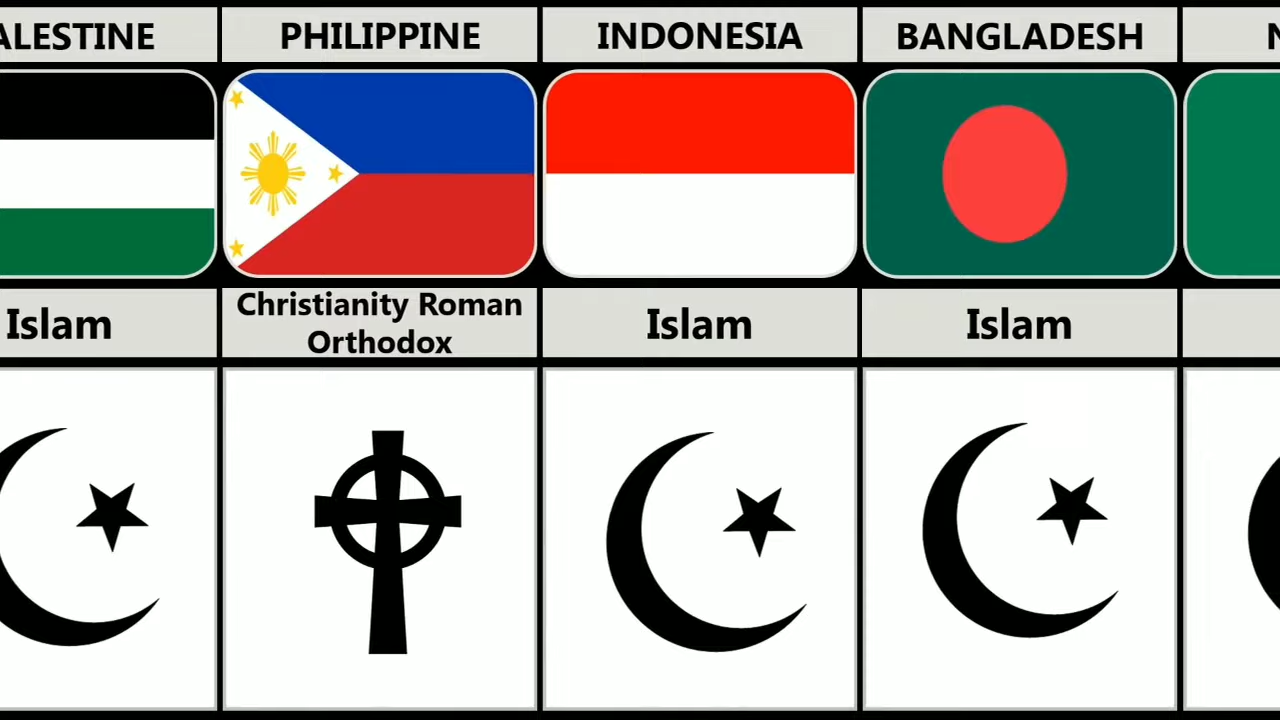 ALESTINE
PHILIPPINE
INDONESIA
BANGLADESH
N
Islam
Christianity Roman
Orthodox
Islam
Islam